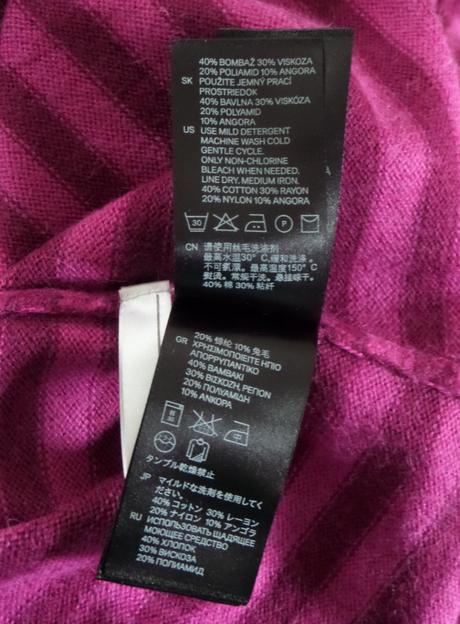 40% BOMBAŽ 30% VISKOZA
20% POLIAMID 10% ANGORA
SK POUŽITE JEMNÝ PRACÍ
PROSTRIEDOK
40% BAVLNA 30% VISKÓZA
20% POLYAMID
10% ANGORA
US USE MILD DETERGENT
MACHINE WASH COLD
GENTLE CYCLE.
ONLY NON-CHLORINE
BLEACH WHEN NEEDED.
LINE DRY, MEDIUM IRON.
40% COTTON 30% RAYON
20% NYLON 10% ANGORA
30 P
CN 请使用丝毛洗涤剂
最高水温30° C,缓和洗涤.
不可氯漂。最高温度150° C
熨烫。常规干洗。悬挂晾干。
40% 棉 30% 粘纤
20% 锦纶 10% 兔毛
GR ΧΡΗΣΙΜΟΠΟΙΕΙΤΕ ΗΠΙΟ
ΑΠΟΡΡΥΠΑΝΤΙΚΟ
40% ΒΑΜΒΑΚΙ
30% ΒΙΣΚΟΖΗ, ΡΕΓΙΟΝ
20% ΠΟΛΥΑΜΙΔΗ
10% ΑΝΚΟΡΑ
30 中
タンブル乾燥禁止
JP マイルドな洗剤を使用してく
ださい。
40% コットン 30% レーヨン
20% ナイロン 10% アンゴラ
RU ИСПОЛЬЗОВАТЬ ЩАДЯЩЕЕ
МОЮЩЕЕ СРЕДСТВО
40% ХЛОПОК
30% ВИСКОЗА
20% ПОЛИАМИД